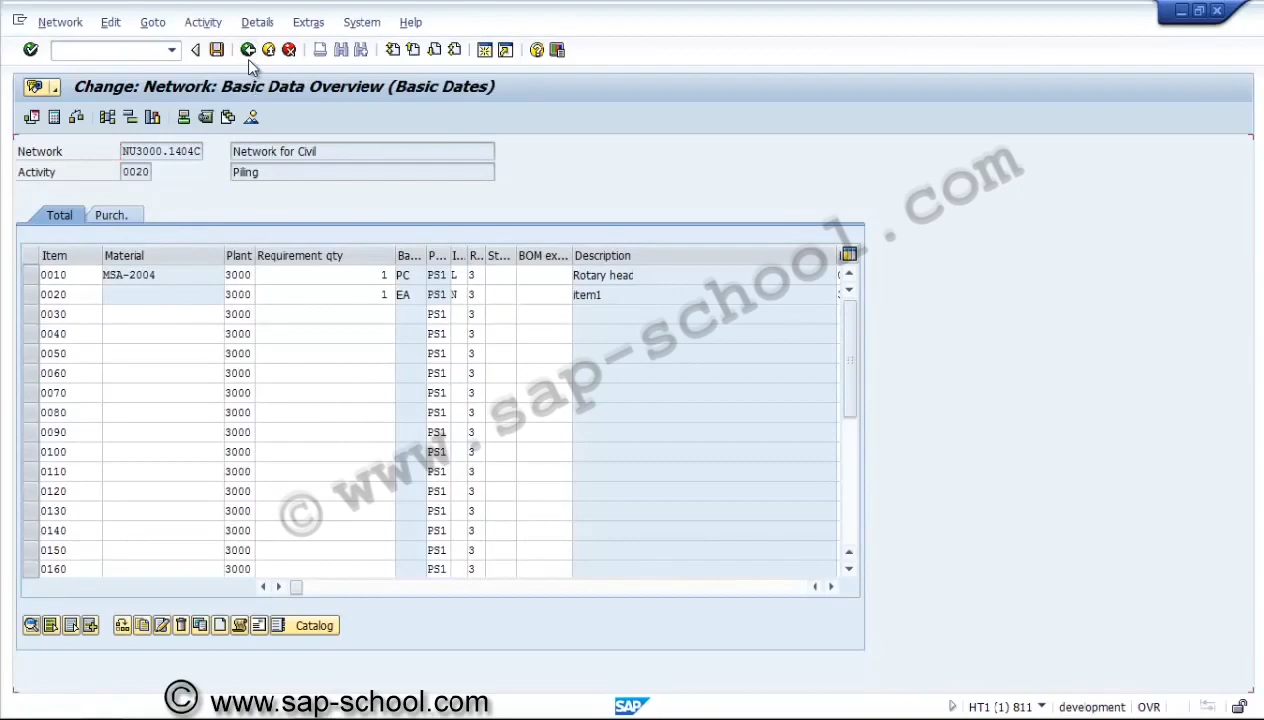 Network Edit Goto Activity Details Extras System Help
Change: Network: Basic Data Overview (Basic Dates)
Network NU3000.1404C Network for Civil
Activity 0020 Piling
Total Purch.
Item Material Plant Requirement qty Ba... P... I... R.. St... BOM ex... Description
0010 MSA-2004 3000 1 PC PS1 L 3 Rotary head
0020 3000 1 EA PS1 N 3 item1
0030 3000 PS1 3
0040 3000 PS1 3
0050 3000 PS1 3
0060 3000 PS1 3
0070 3000 PS1 3
0080 3000 PS1 3
0090 3000 PS1 3
0100 3000 PS1 3
0110 3000 PS1 3
0120 3000 PS1 3
0130 3000 PS1 3
0140 3000 PS1 3
0150 3000 PS1 3
0160 3000 PS1 3
© www.sap-school.com
Catalog
© www.sap-school.com
SAP
HT1 (1) 811 development OVR